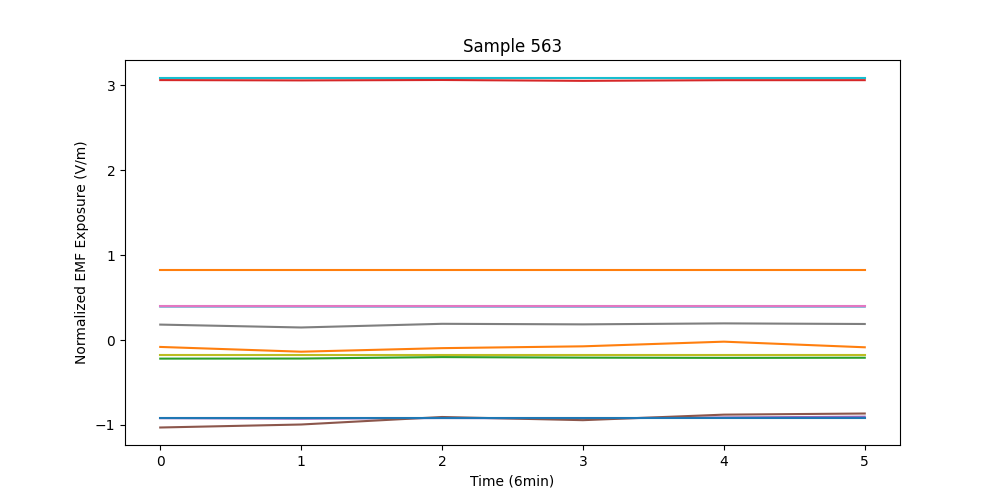 Sample 563
Normalized EMF Exposure (V/m)
3
2
1
0
−1
0 1 2 3 4 5
Time (6min)